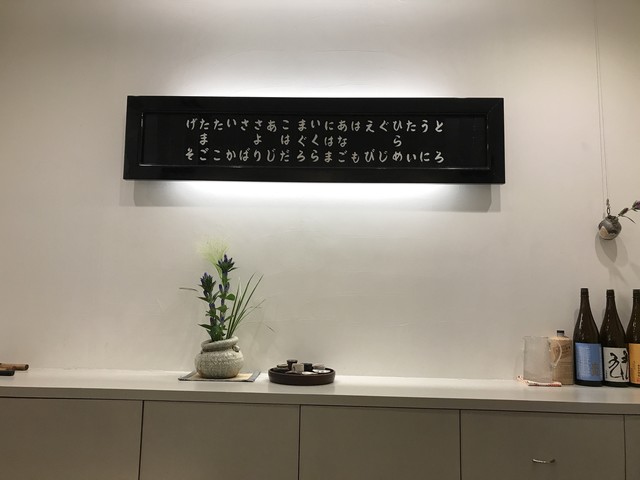 とろ
うに
たい
ひらめ
ぐじ
えび
はも
あなご
にはま
いくら
まぐろ
こはだ
あじ
さより
さば
いか
たこ
たまご
げそ